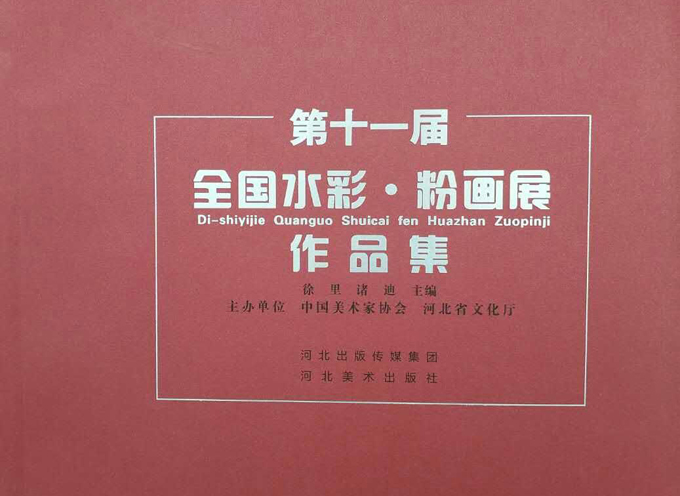 第十一届
全国水彩·粉画展
Di-shiyijie Quanguo Shuicai fen Huazhan Zuopinji
作品集
徐里 诸迪 主编
主办单位 中国美术家协会 河北省文化厅
河北出版传媒集团
河北美术出版社